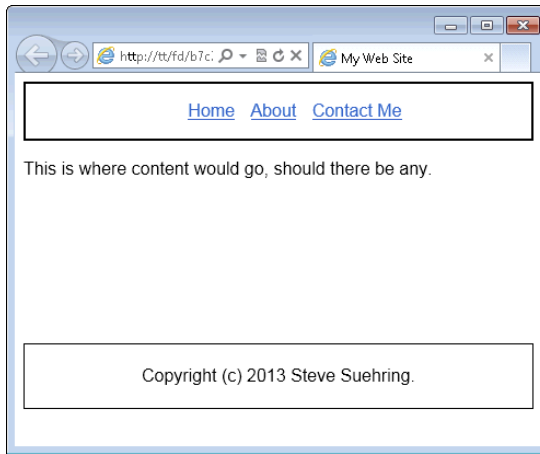 http://tt/fd/b7c
My Web Site
Home About Contact Me
This is where content would go, should there be any.
Copyright (c) 2013 Steve Suehring.